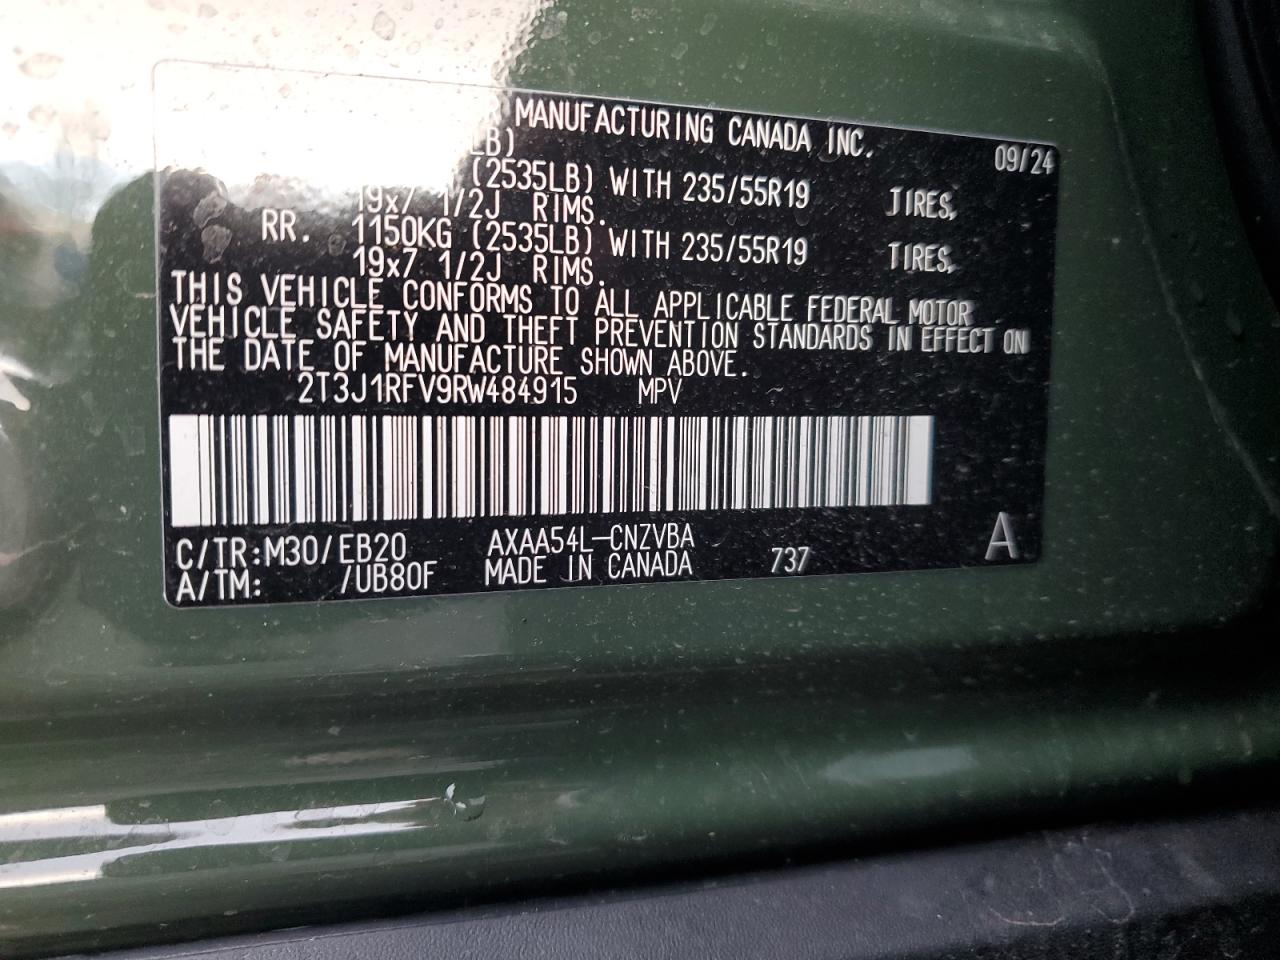 MANUFACTURING CANADA INC. 09/24
LB)
(2535LB) WITH 235/55R19 TIRES,
19x7 1/2J RIMS.
RR. 1150KG (2535LB) WITH 235/55R19 TIRES,
19x7 1/2J RIMS.
THIS VEHICLE CONFORMS TO ALL APPLICABLE FEDERAL MOTOR
VEHICLE SAFETY AND THEFT PREVENTION STANDARDS IN EFFECT ON
THE DATE OF MANUFACTURE SHOWN ABOVE.
2T3J1RFV9RW484915 MPV
C/TR:M30/EB20 AXAA54L-CNZVBA
A/TM: /UB80F MADE IN CANADA 737 A